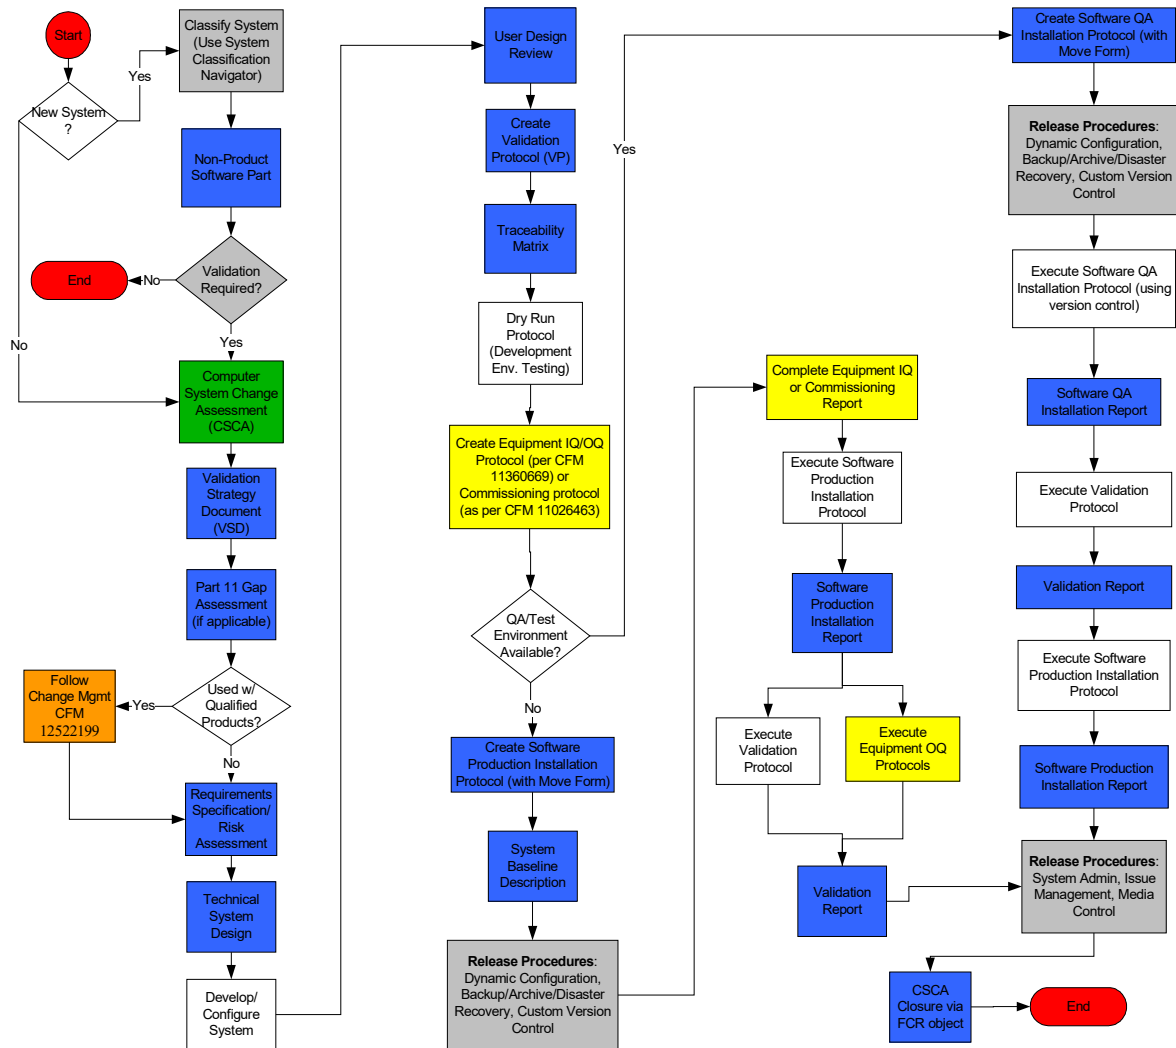 Start
New System
?
Yes
No
Classify System
(Use System
Classification
Navigator)
Non-Product
Software Part
Validation
Required?
No
End
Yes
Computer
System Change
Assessment
(CSCA)
Validation
Strategy
Document
(VSD)
Part 11 Gap
Assessment
(if applicable)
Used w/
Qualified
Products?
Yes
Follow
Change Mgmt
CFM
12522199
No
Requirements
Specification/
Risk
Assessment
Technical
System
Design
Develop/
Configure
System
User Design
Review
Create
Validation
Protocol (VP)
Traceability
Matrix
Dry Run
Protocol
(Development
Env. Testing)
Create Equipment IQ/OQ
Protocol (per CFM
11360669) or
Commissioning protocol
(as per CFM 11026463)
QA/Test
Environment
Available?
Yes
No
Create Software
Production Installation
Protocol (with Move Form)
System
Baseline
Description
Release Procedures:
Dynamic Configuration,
Backup/Archive/Disaster
Recovery, Custom Version
Control
Complete Equipment IQ
or Commissioning
Report
Execute Software
Production
Installation
Protocol
Software
Production
Installation
Report
Execute
Validation
Protocol
Execute
Equipment OQ
Protocols
Validation
Report
Create Software QA
Installation Protocol (with
Move Form)
Release Procedures:
Dynamic Configuration,
Backup/Archive/Disaster
Recovery, Custom Version
Control
Execute Software QA
Installation Protocol (using
version control)
Software QA
Installation Report
Execute Validation
Protocol
Validation Report
Execute Software
Production Installation
Protocol
Software Production
Installation Report
Release Procedures:
System Admin, Issue
Management, Media
Control
CSCA
Closure via
FCR object
End